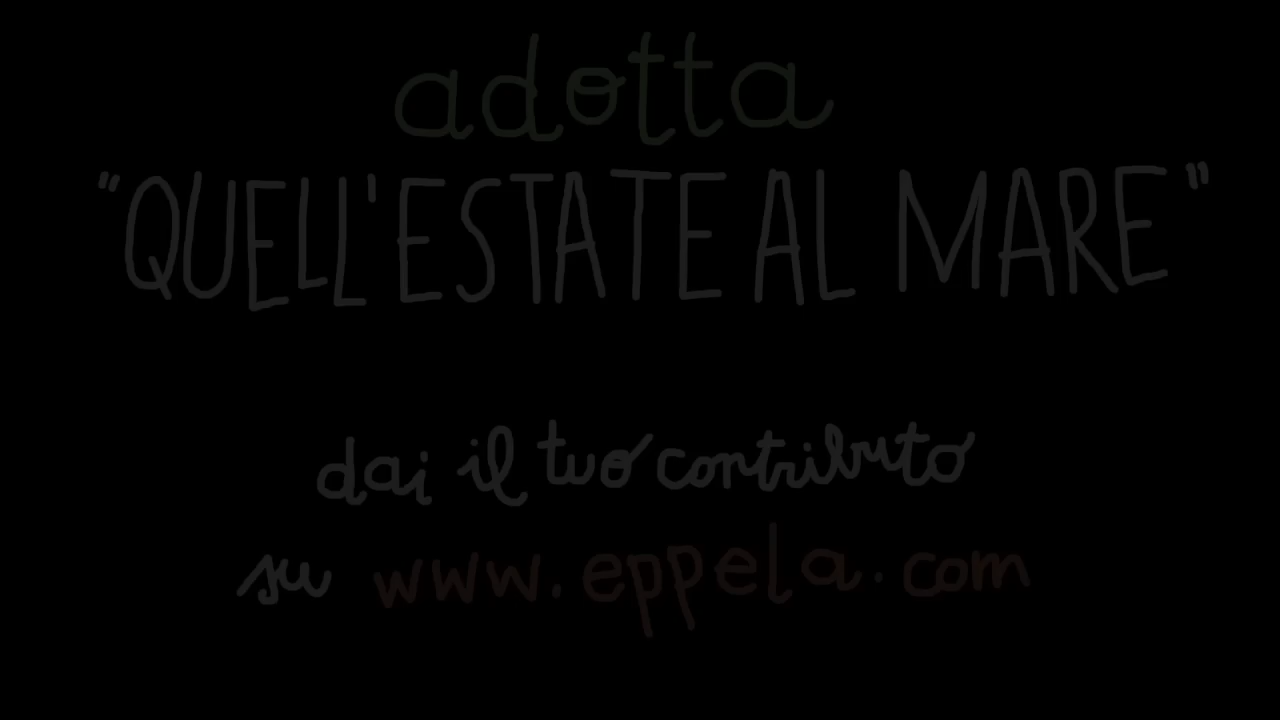 adotta
"QUELL'ESTATE AL MARE"
dai il tuo contributo
su www.eppela.com